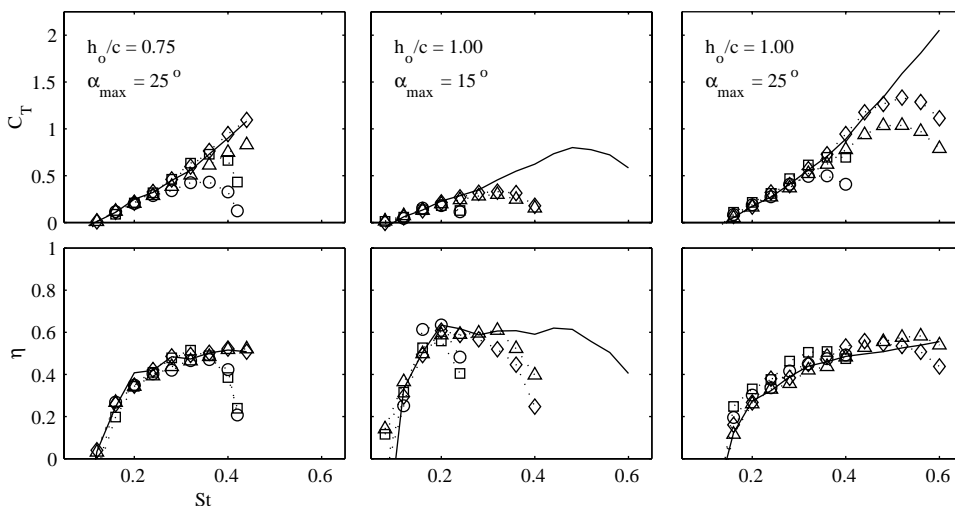 2
1.5
1
0.5
0
C_T
h_o/c = 0.75
α_max = 25 °
h_o/c = 1.00
α_max = 15 °
h_o/c = 1.00
α_max = 25 °
1
0.8
0.6
0.4
0.2
0
η
0.2 0.4 0.6
0.2 0.4 0.6
0.2 0.4 0.6
St